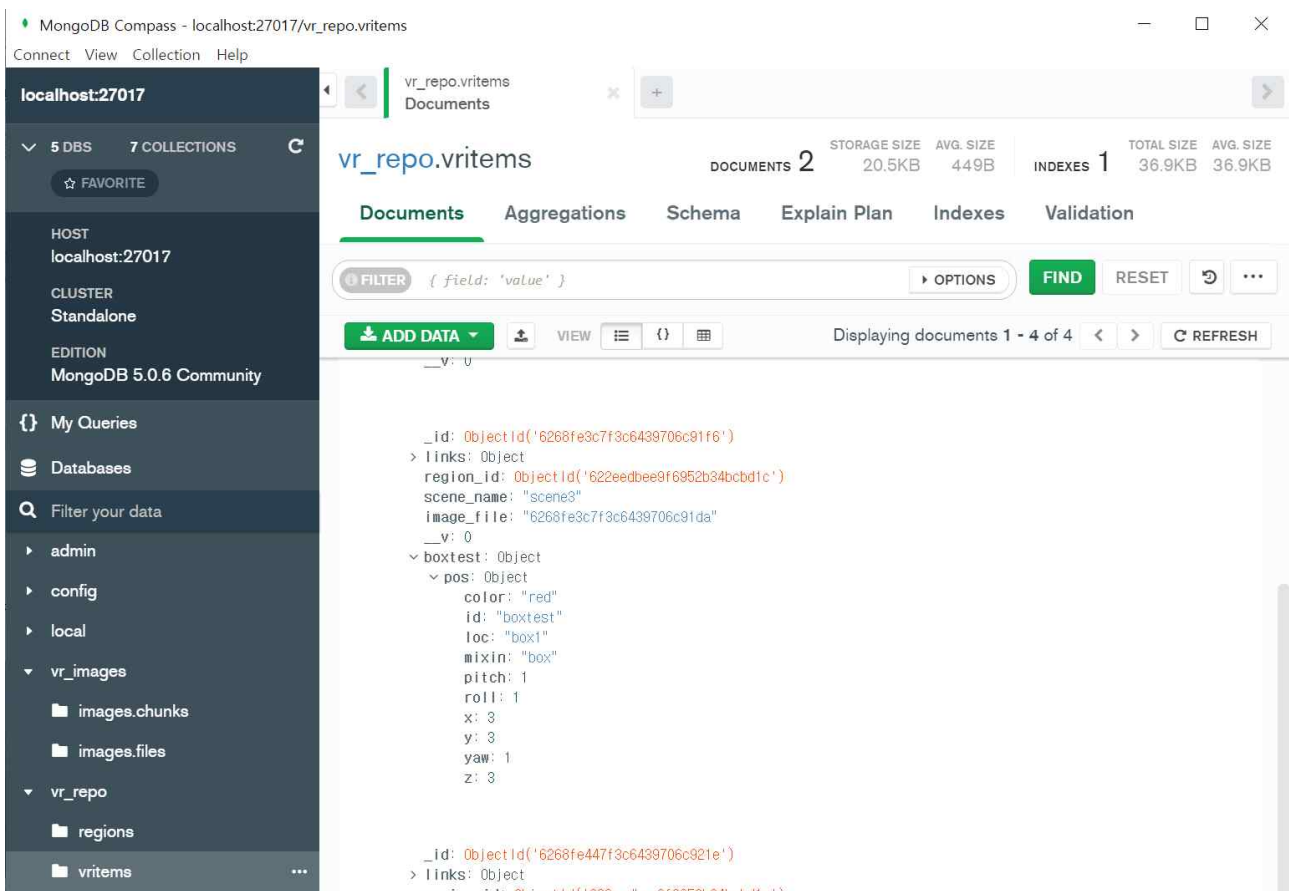 MongoDB Compass - localhost:27017/vr_repo.vritems
Connect View Collection Help
localhost:27017
5 DBS 7 COLLECTIONS
FAVORITE
HOST
localhost:27017
CLUSTER
Standalone
EDITION
MongoDB 5.0.6 Community
{} My Queries
Databases
Filter your data
admin
config
local
vr_images
images.chunks
images.files
vr_repo
regions
vritems
vr_repo.vritems
Documents
vr_repo.vritems
DOCUMENTS 2
STORAGE SIZE 20.5KB
AVG. SIZE 449B
INDEXES 1
TOTAL SIZE 36.9KB
AVG. SIZE 36.9KB
Documents Aggregations Schema Explain Plan Indexes Validation
FILTER { field: 'value' } OPTIONS FIND RESET
ADD DATA VIEW {} Displaying documents 1 - 4 of 4 REFRESH
__v: 0
_id: ObjectId('6268fe3c7f3c6439706c91f6')
links: Object
region_id: ObjectId('622eedbee9f6952b34bcbd1c')
scene_name: "scene3"
image_file: "6268fe3c7f3c6439706c91da"
__v: 0
boxtest: Object
pos: Object
color: "red"
id: "boxtest"
loc: "box1"
mixin: "box"
pitch: 1
roll: 1
x: 3
y: 3
yaw: 1
z: 3
_id: ObjectId('6268fe447f3c6439706c921e')
links: Object